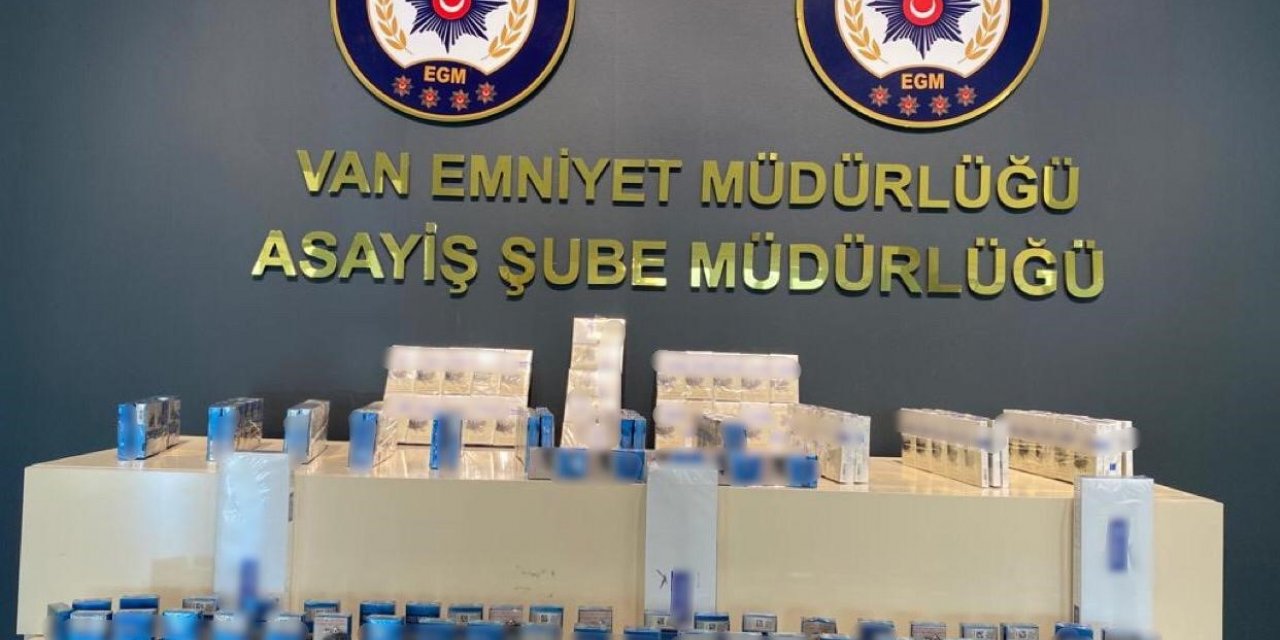 EGM EGM
VAN EMNİYET MÜDÜRLÜĞÜ
ASAYİŞ ŞUBE MÜDÜRLÜĞÜ